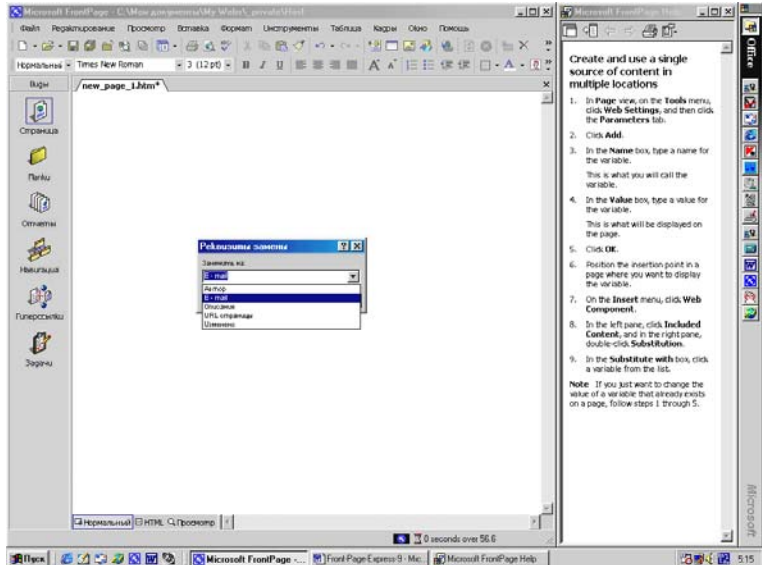 Microsoft FrontPage - C:\Мои документы\My Webs\_private\Html
Файл Редактирование Просмотр Вставка Формат Инструменты Таблица Кадры Окно Помощь
Нормальный Times New Roman 3 (12 pt)
Виды
new_page_1.htm*
Страница
Папки
Отчеты
Навигация
Гиперссылки
Задачи
Реквизиты замены
Заменить на:
E - mail
Автор
E - mail
Описание
URL страницы
Изменено
Нормальный HTML Просмотр
0 seconds over 56.6
Microsoft FrontPage Help
Create and use a single
source of content in
multiple locations
1. In Page view, on the Tools menu,
click Web Settings, and then click
the Parameters tab.
2. Click Add.
3. In the Name box, type a name for
the variable.
This is what you will call the
variable.
4. In the Value box, type a value for
the variable.
This is what will be displayed on
the page.
5. Click OK.
6. Position the insertion point in a
page where you want to display
the variable.
7. On the Insert menu, click Web
Component.
8. In the left pane, click Included
Content, and in the right pane,
double-click Substitution.
9. In the Substitute with box, click
a variable from the list.
Note If you just want to change the
value of a variable that already exists
on a page, follow steps 1 through 5.
Office
Microsoft
Пуск
Microsoft FrontPage -...
Front-Page-Express-9 - Mic...
Microsoft FrontPage Help
5:15